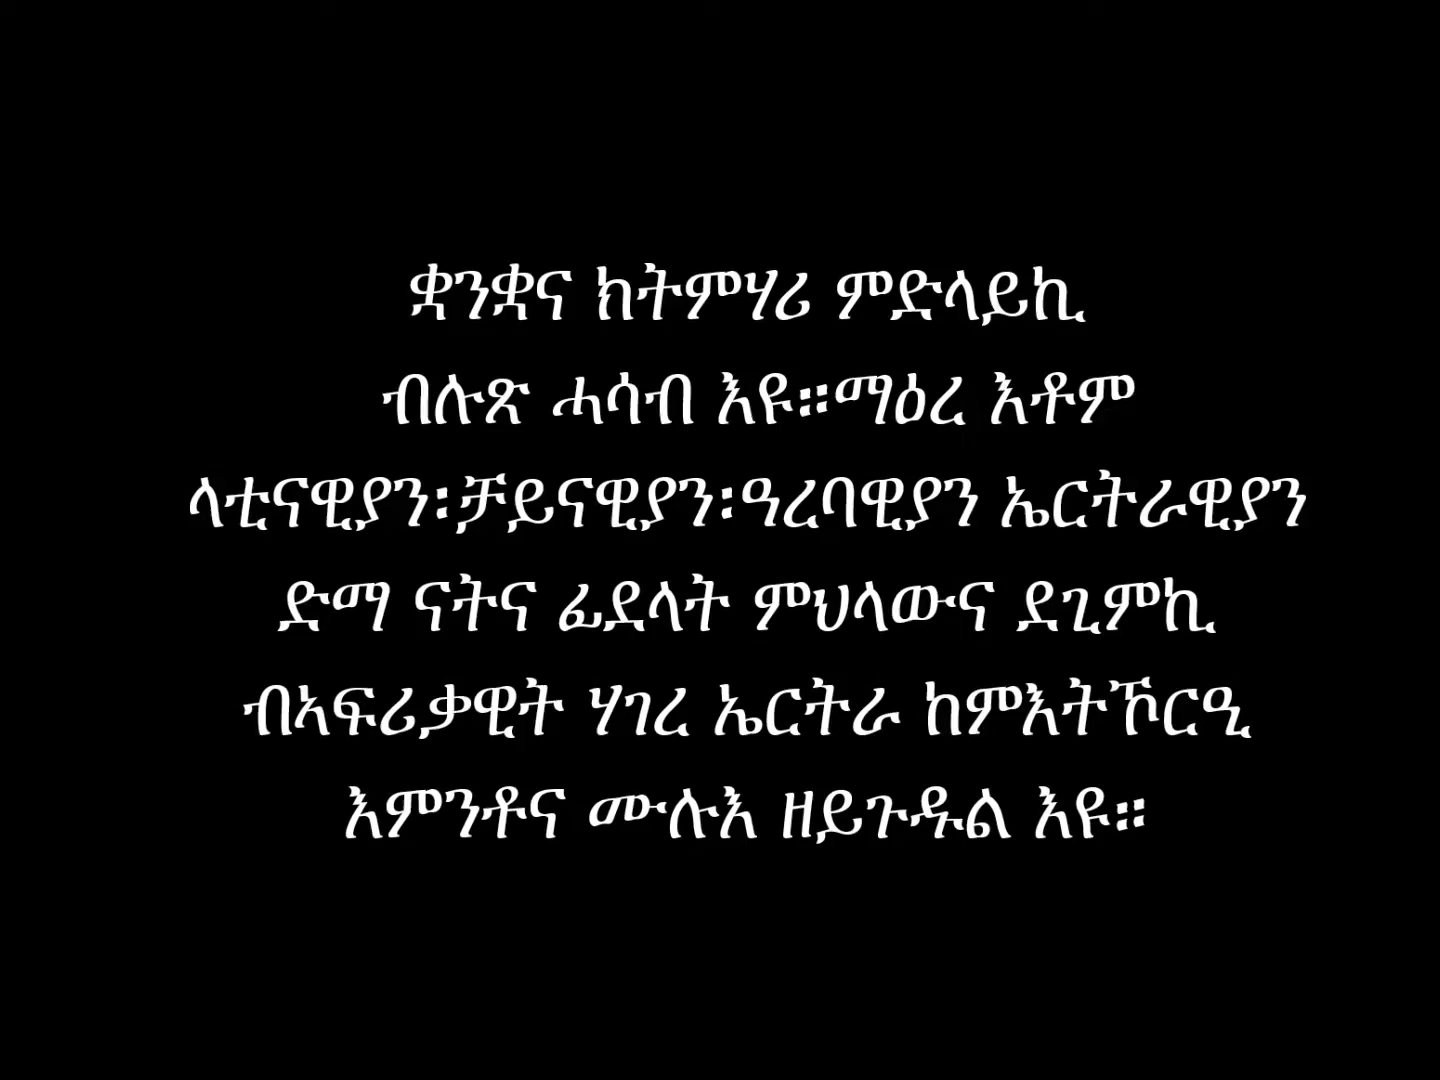 ቋንቋና ክትምሃሪ ምድላይኪ
ብሉጽ ሓሳብ እዩ።ማዕረ እቶም
ላቲናዊያን፡ቻይናዊያን፡ዓረባዊያን ኤርትራዊያን
ድማ ናትና ፊደላት ምህላውና ደጊምኪ
ብኣፍሪቃዊት ሃገረ ኤርትራ ከምእትኾርዒ
እምንቶና ሙሉእ ዘይጉዱል እዩ።